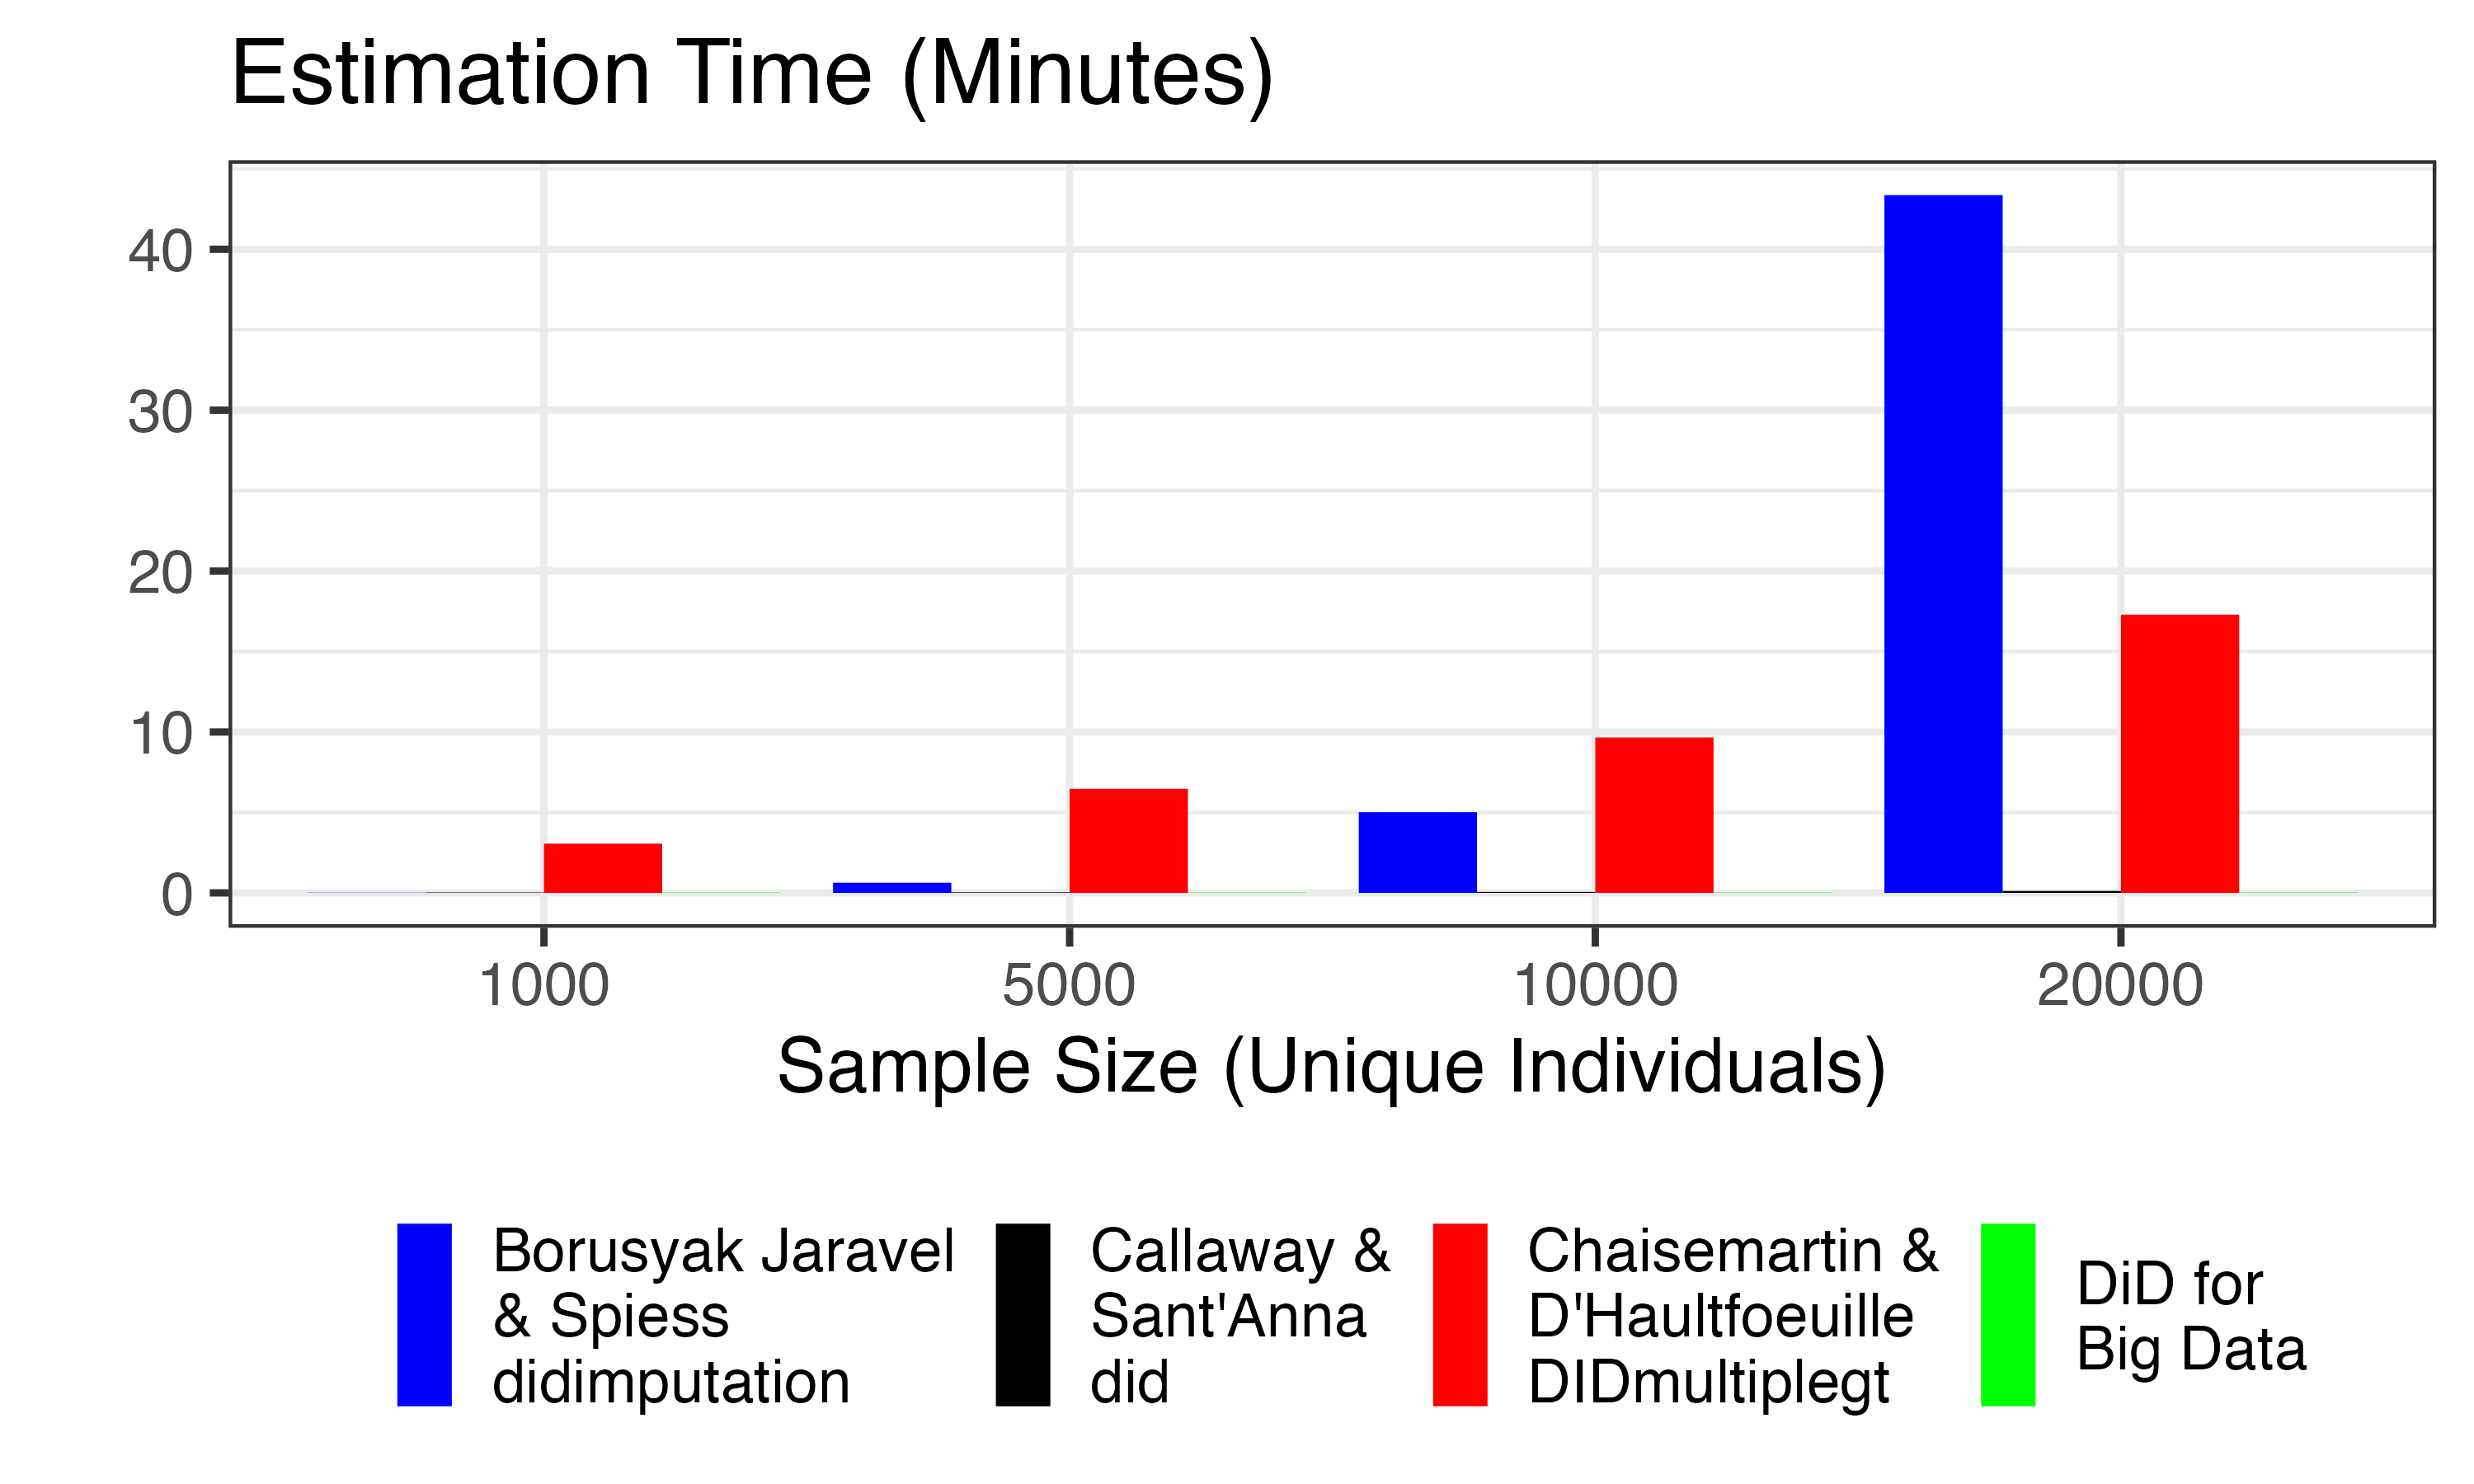 Estimation Time (Minutes)
40
30
20
10
0
1000 5000 10000 20000
Sample Size (Unique Individuals)
Borusyak Jaravel
& Spiess
didimputation
Callaway &
Sant'Anna
did
Chaisemartin &
D'Haultfoeuille
DIDmultiplegt
DiD for
Big Data